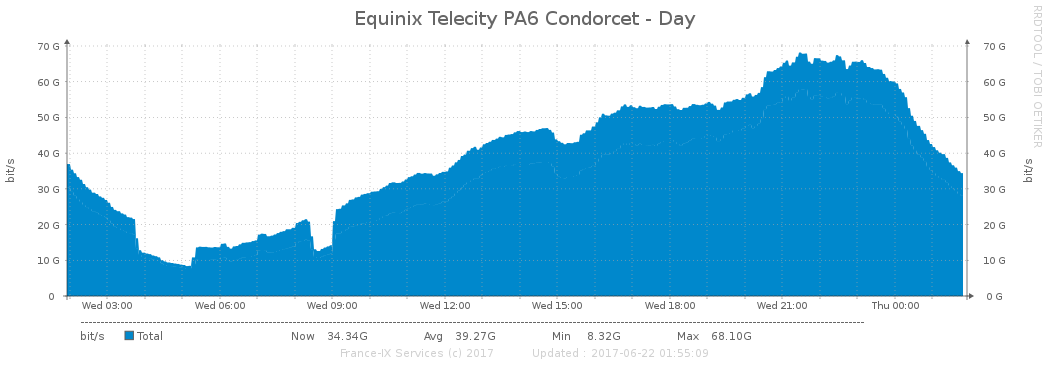 Equinix Telecity PA6 Condorcet - Day
RRDTOOL / TOBI OETIKER
70 G 70 G
60 G 60 G
50 G 50 G
40 G 40 G
30 G 30 G
20 G 20 G
10 G 10 G
0 0 G
bit/s
bit/s
Wed 03:00 Wed 06:00 Wed 09:00 Wed 12:00 Wed 15:00 Wed 18:00 Wed 21:00 Thu 00:00
bit/s Total Now 34.34G Avg 39.27G Min 8.32G Max 68.10G
France-IX Services (c) 2017 Updated : 2017-06-22 01:55:09